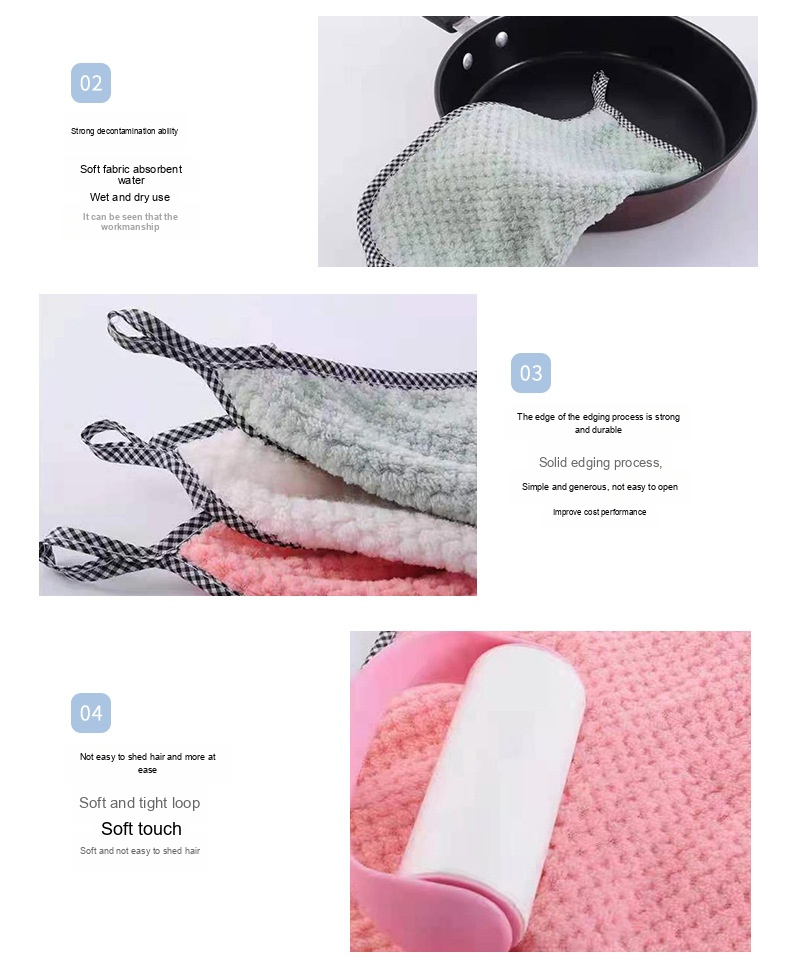 02
Strong decontamination ability
Soft fabric absorbent
water
Wet and dry use
It can be seen that the
workmanship
03
The edge of the edging process is strong
and durable
Solid edging process,
Simple and generous, not easy to open
Improve cost performance
04
Not easy to shed hair and more at
ease
Soft and tight loop
Soft touch
Soft and not easy to shed hair